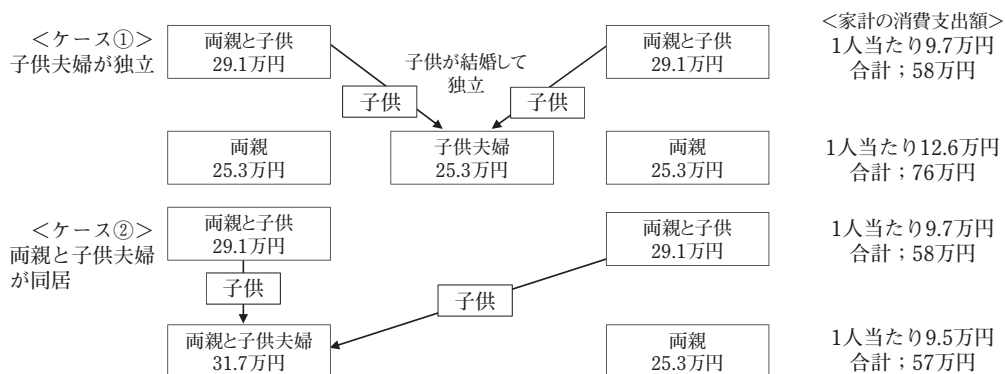 ＜家計の消費支出額＞
＜ケース①＞
子供夫婦が独立
両親と子供
29.1万円
子供が結婚して
独立
両親と子供
29.1万円
1人当たり9.7万円
合計；58万円
子供
子供
両親
25.3万円
子供夫婦
25.3万円
両親
25.3万円
1人当たり12.6万円
合計；76万円
＜ケース②＞
両親と子供夫婦
が同居
両親と子供
29.1万円
両親と子供
29.1万円
1人当たり9.7万円
合計；58万円
子供
子供
両親と子供夫婦
31.7万円
両親
25.3万円
1人当たり9.5万円
合計；57万円